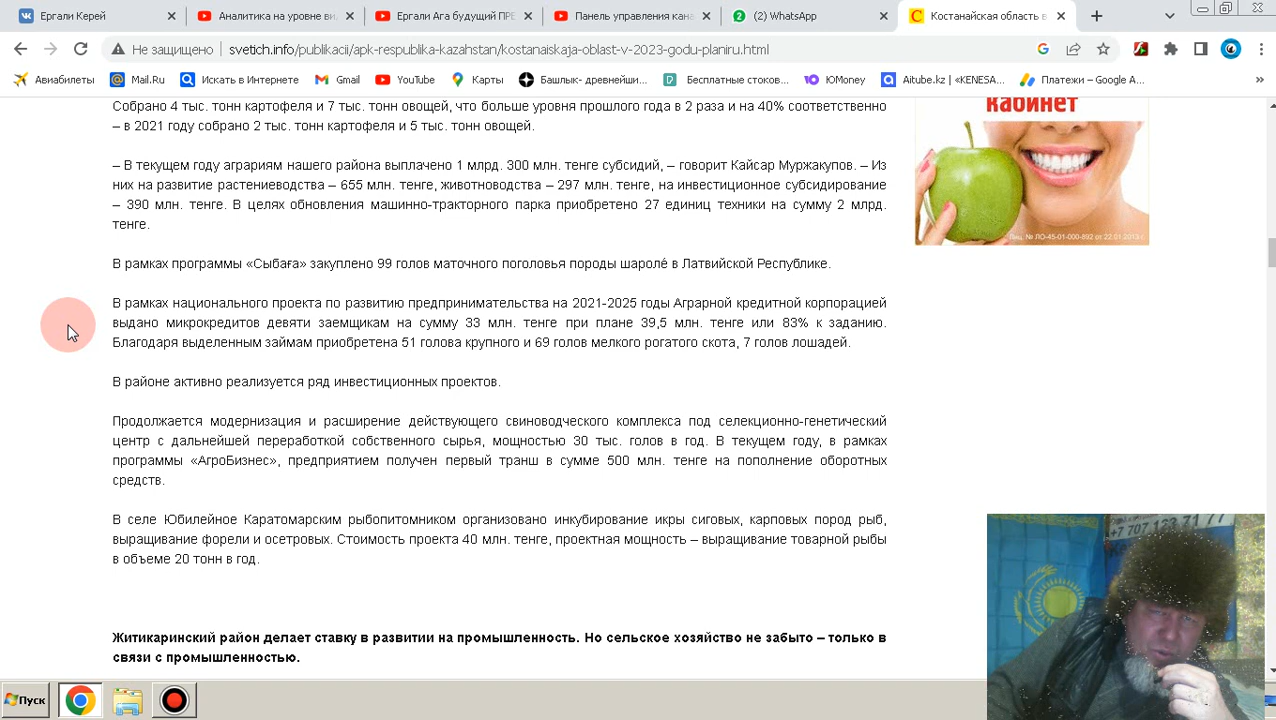 Ергали Керей
Аналитика на уровне ви
Ергали Ага будущий ПРЕ
Панель управления кана
(2) WhatsApp
Костанайская область в
Не защищено
svetich.info/publikacii/apk-respublika-kazahstan/kostanaiskaja-oblast-v-2023-godu-planiru.html
Авиабилеты
Mail.Ru
Искать в Интернете
Gmail
YouTube
Карты
Башлык- древнейши...
Бесплатные стоков...
ЮMoney
Aitube.kz | «KENESA...
Платежи – Google A...
»
Собрано 4 тыс. тонн картофеля и 7 тыс. тонн овощей, что больше уровня прошлого года в 2 раза и на 40% соответственно
– в 2021 году собрано 2 тыс. тонн картофеля и 5 тыс. тонн овощей.
кабинет
– В текущем году аграриям нашего района выплачено 1 млрд. 300 млн. тенге субсидий, – говорит Кайсар Муржакупов. – Из
них на развитие растениеводства – 655 млн. тенге, животноводства – 297 млн. тенге, на инвестиционное субсидирование
– 390 млн. тенге. В целях обновления машинно-тракторного парка приобретено 27 единиц техники на сумму 2 млрд.
тенге.
Лиц. № ЛО-45-01-000-892 от 22.01.2013 г.
В рамках программы «Сыбаға» закуплено 99 голов маточного поголовья породы шароле́ в Латвийской Республике.
В рамках национального проекта по развитию предпринимательства на 2021-2025 годы Аграрной кредитной корпорацией
выдано микрокредитов девяти заемщикам на сумму 33 млн. тенге при плане 39,5 млн. тенге или 83% к заданию.
Благодаря выделенным займам приобретена 51 голова крупного и 69 голов мелкого рогатого скота, 7 голов лошадей.
В районе активно реализуется ряд инвестиционных проектов.
Продолжается модернизация и расширение действующего свиноводческого комплекса под селекционно-генетический
центр с дальнейшей переработкой собственного сырья, мощностью 30 тыс. голов в год. В текущем году, в рамках
программы «АгроБизнес», предприятием получен первый транш в сумме 500 млн. тенге на пополнение оборотных
средств.
В селе Юбилейное Каратомарским рыбопитомником организовано инкубирование икры сиговых, карповых пород рыб,
выращивание форели и осетровых. Стоимость проекта 40 млн. тенге, проектная мощность – выращивание товарной рыбы
в объеме 20 тонн в год.
Житикаринский район делает ставку в развитии на промышленность. Но сельское хозяйство не забыто – только в
связи с промышленностью.
Пуск